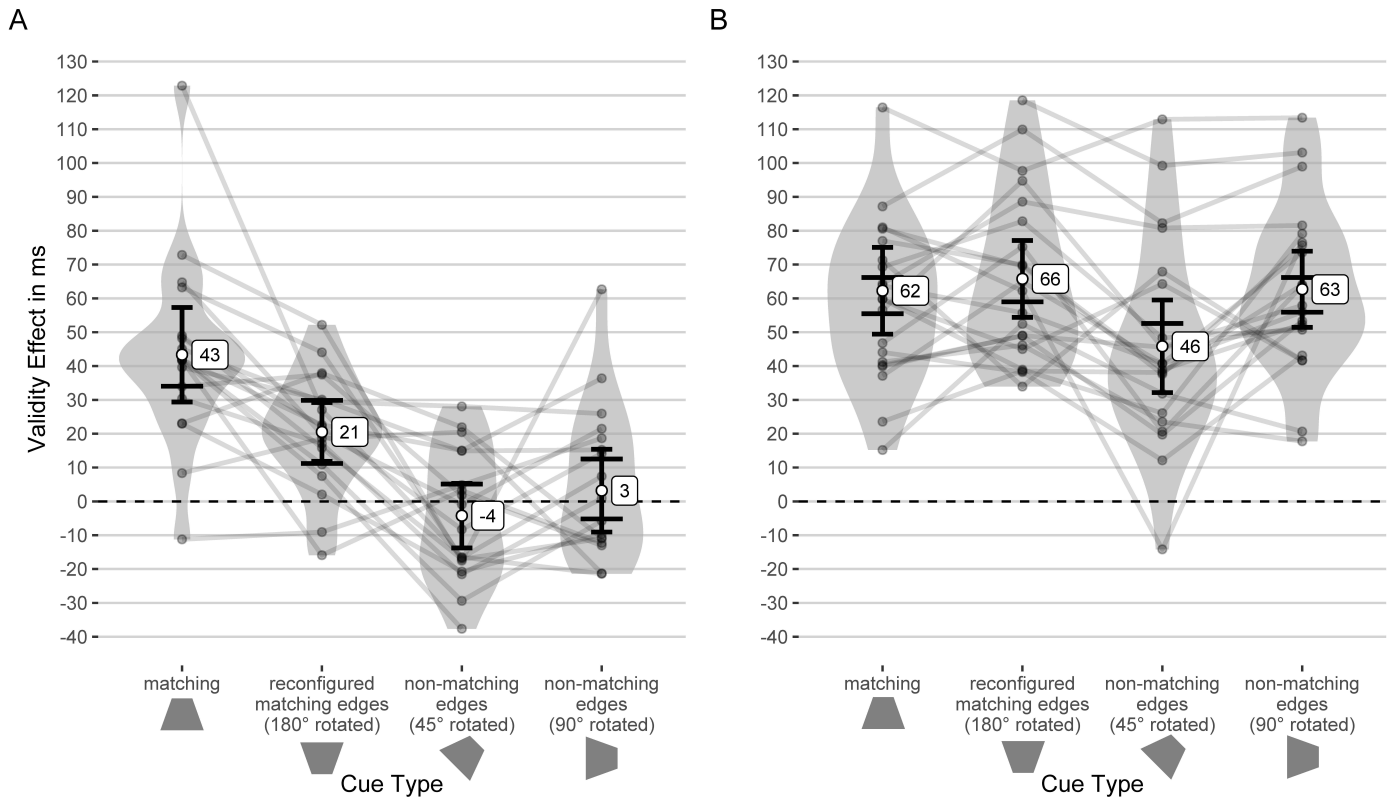 A
130
120
110
100
90
80
70
60
50
40
30
20
10
0
-10
-20
-30
-40
Validity Effect in ms
43
21
-4
3
matching
reconfigured
matching edges
(180° rotated)
non-matching
edges
(45° rotated)
non-matching
edges
(90° rotated)
Cue Type
B
130
120
110
100
90
80
70
60
50
40
30
20
10
0
-10
-20
-30
-40
62
66
46
63
matching
reconfigured
matching edges
(180° rotated)
non-matching
edges
(45° rotated)
non-matching
edges
(90° rotated)
Cue Type